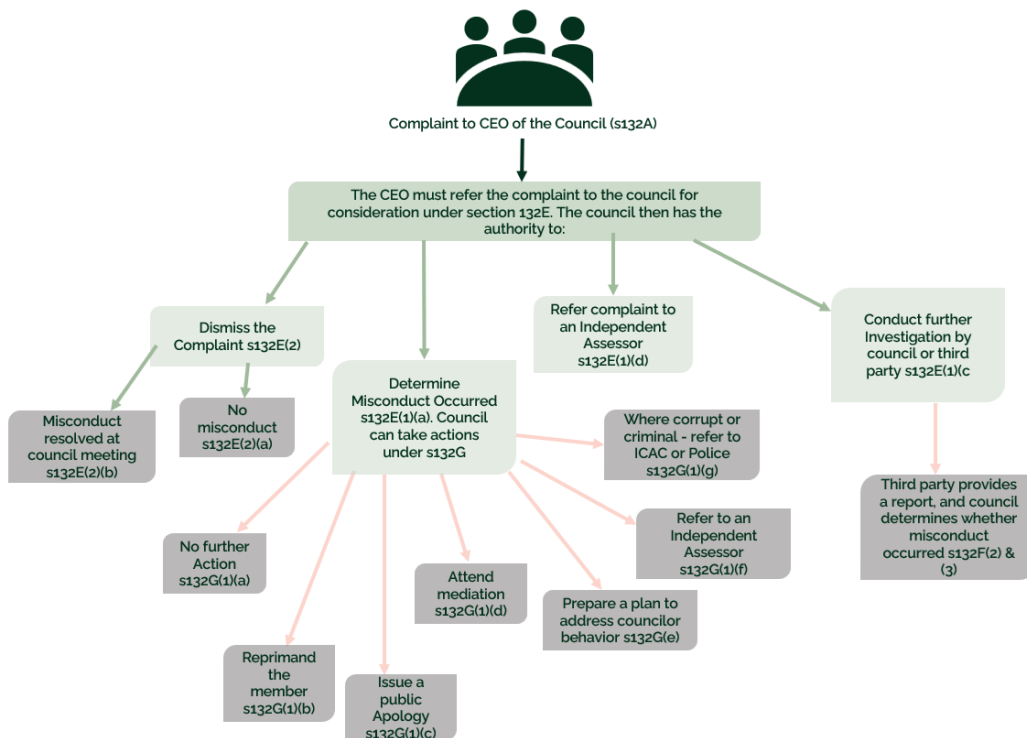 Complaint to CEO of the Council (s132A)
The CEO must refer the complaint to the council for
consideration under section 132E. The council then has the
authority to:
Dismiss the
Complaint s132E(2)
Refer complaint to
an Independent
Assessor
s132E(1)(d)
Conduct further
Investigation by
council or third
party s132E(1)(c
Determine
Misconduct Occurred
s132E(1)(a). Council
can take actions
under s132G
Misconduct
resolved at
council meeting
s132E(2)(b)
No
misconduct
s132E(2)(a)
Where corrupt or
criminal - refer to
ICAC or Police
s132G(1)(g)
Third party provides
a report, and council
determines whether
misconduct
occurred s132F(2) &
(3)
Refer to an
Independent
Assessor
s132G(1)(f)
No further
Action
s132G(1)(a)
Attend
mediation
s132G(1)(d)
Prepare a plan to
address councilor
behavior s132G(e)
Reprimand
the
member
s132G(1)(b)
Issue a
public
Apology
s132G(1)(c)